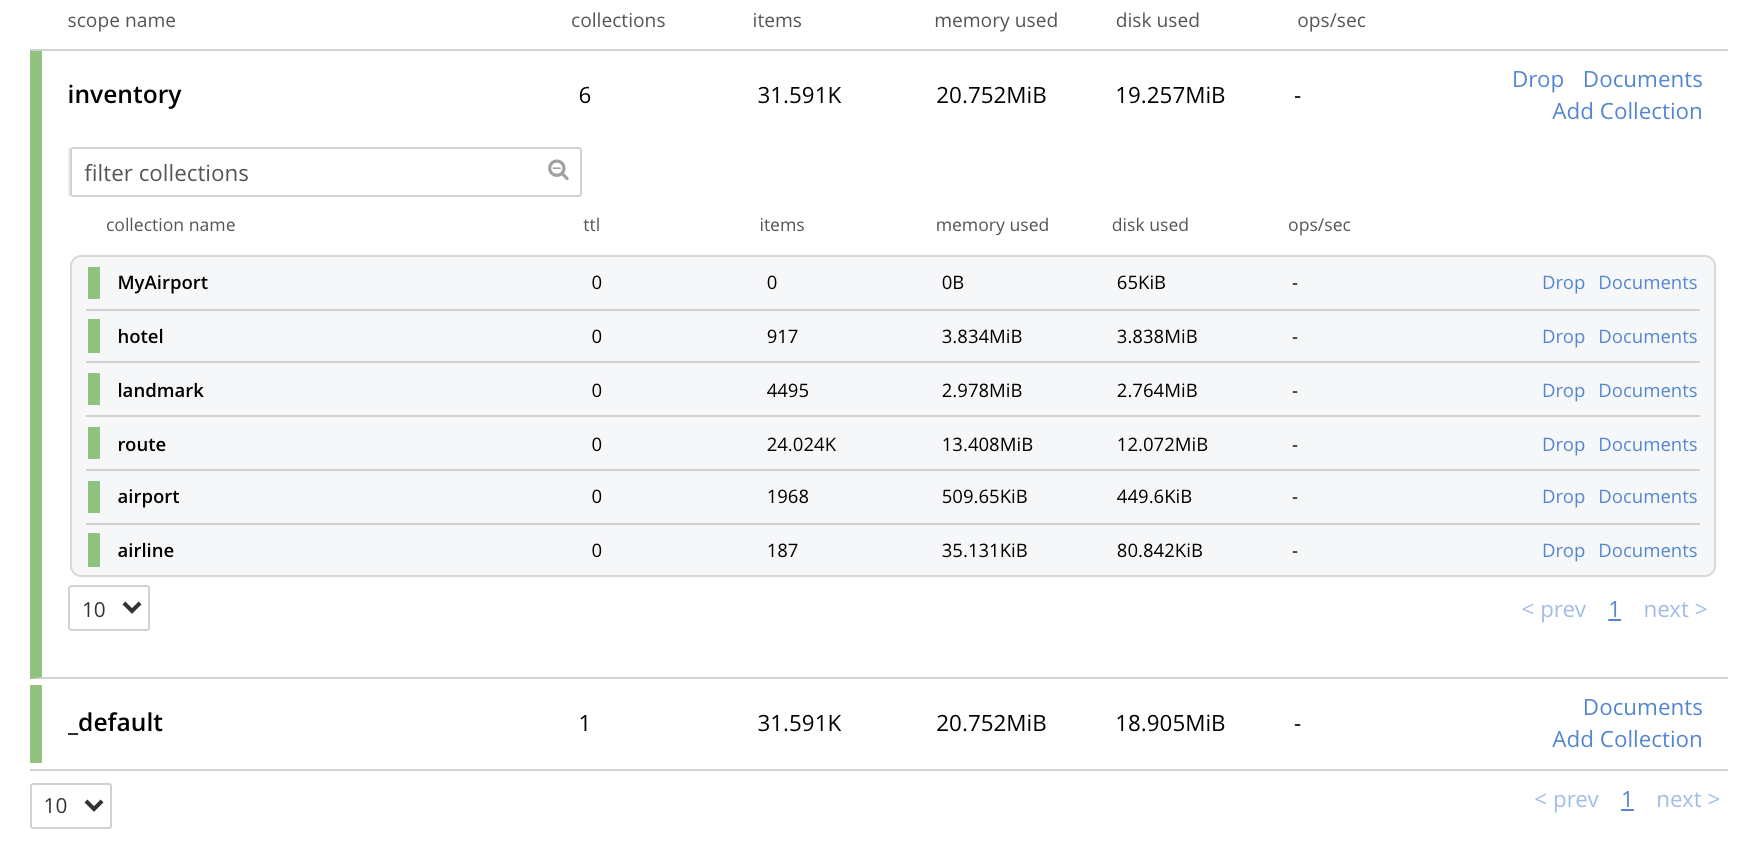 scope name collections items memory used disk used ops/sec
inventory 6 31.591K 20.752MiB 19.257MiB - Drop Documents
Add Collection
filter collections
collection name ttl items memory used disk used ops/sec
MyAirport 0 0 0B 65KiB - Drop Documents
hotel 0 917 3.834MiB 3.838MiB - Drop Documents
landmark 0 4495 2.978MiB 2.764MiB - Drop Documents
route 0 24.024K 13.408MiB 12.072MiB - Drop Documents
airport 0 1968 509.65KiB 449.6KiB - Drop Documents
airline 0 187 35.131KiB 80.842KiB - Drop Documents
10 < prev 1 next >
_default 1 31.591K 20.752MiB 18.905MiB - Documents
Add Collection
10 < prev 1 next >